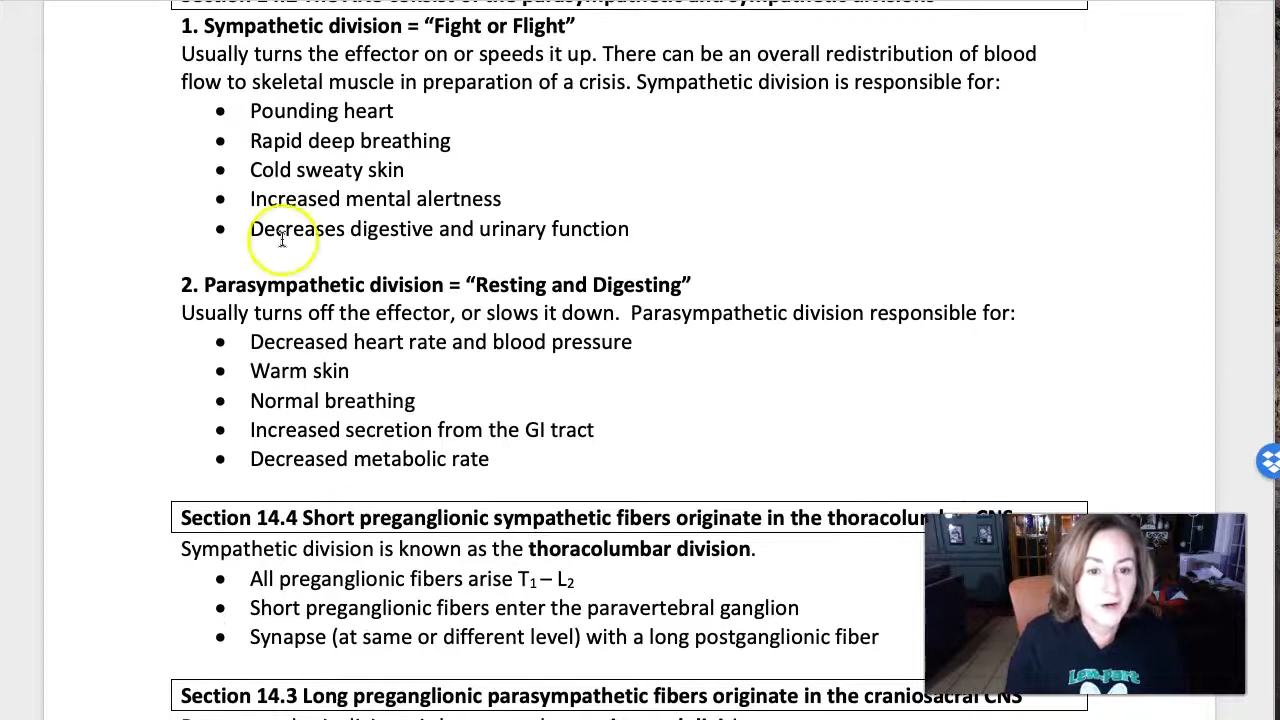 1. Sympathetic division = “Fight or Flight”
Usually turns the effector on or speeds it up. There can be an overall redistribution of blood
flow to skeletal muscle in preparation of a crisis. Sympathetic division is responsible for:
• Pounding heart
• Rapid deep breathing
• Cold sweaty skin
• Increased mental alertness
• Decreases digestive and urinary function
2. Parasympathetic division = “Resting and Digesting”
Usually turns off the effector, or slows it down.  Parasympathetic division responsible for:
• Decreased heart rate and blood pressure
• Warm skin
• Normal breathing
• Increased secretion from the GI tract
• Decreased metabolic rate
Section 14.4 Short preganglionic sympathetic fibers originate in the CNS
Sympathetic division is known as the thoracolumbar division.
• All preganglionic fibers arise T₁ – L₂
• Short preganglionic fibers enter the paravertebral ganglion
• Synapse (at same or different level) with a long postganglionic fiber
Section 14.3 Long preganglionic parasympathetic fibers originate in the craniosacral CNS